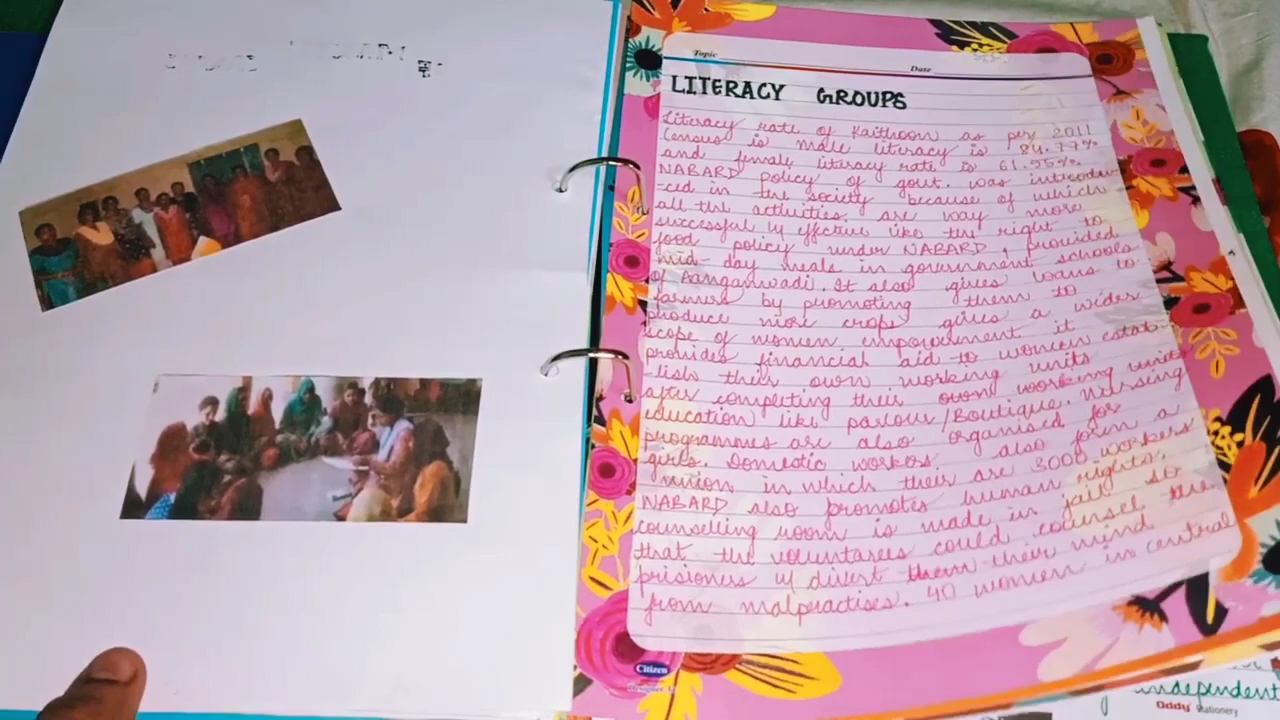 Topic
Date
LITERACY GROUPS
Literacy rate of Kaithoon as per 2011
Census is male literacy is 84.77%
and female literacy rate is 61.55%.
NABARD policy of govt. was introdu
-ced in the society because of which
all the activities are way more
successful & effective like the right to
food policy under NABARD, provided
mid-day meals in government schools
of Aanganwadi. It also gives loans to
farmers by promoting them to
produce more crops gives a wider
scope of women empowerment it
provides financial aid to women estab
-lish their own working units
after completing their own working units
education like parlour/Boutique. Nursing
programmes are also organised for
girls. Domestic workers also form a
union in which their are 3000 workers.
NABARD also promotes human rights.
counselling room is made in jail so
that the voluntarees could counsel the
prisioners & divert them their mind
from malpractises. 40 women in central
Citizen
independent
Oddy Stationery